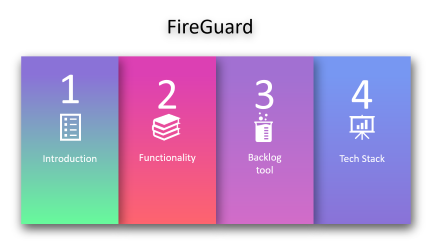 FireGuard
1
Introduction
2
Functionality
3
Backlog
tool
4
Tech Stack